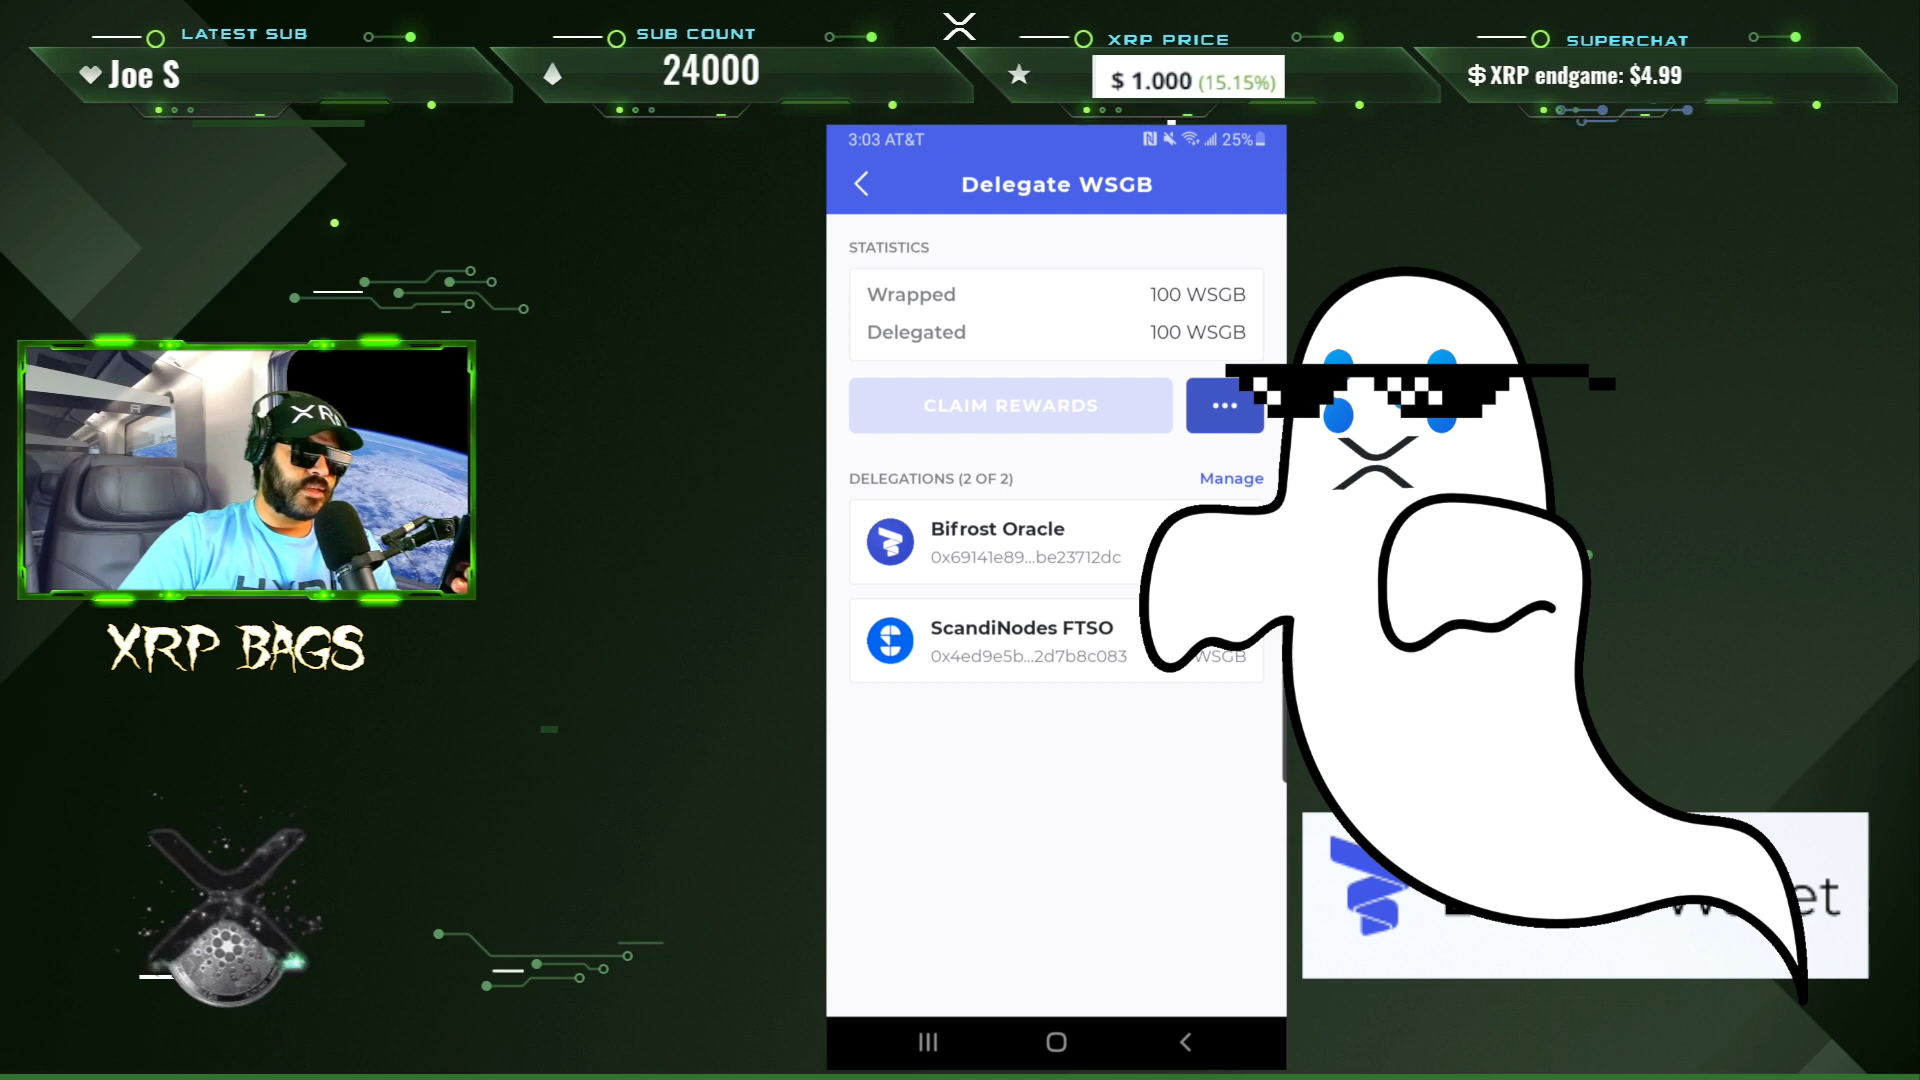 LATEST SUB
Joe S
SUB COUNT
24000
XRP PRICE
$ 1.000 (15.15%)
SUPERCHAT
XRP endgame: $4.99
3:03 AT&T
25%
Delegate WSGB
STATISTICS
Wrapped 100 WSGB
Delegated 100 WSGB
CLAIM REWARDS
DELEGATIONS (2 OF 2) Manage
Bifrost Oracle
0x69141e89...be23712dc
ScandiNodes FTSO
0x4ed9e5b...2d7b8c083 WSGB
XRP BAGS